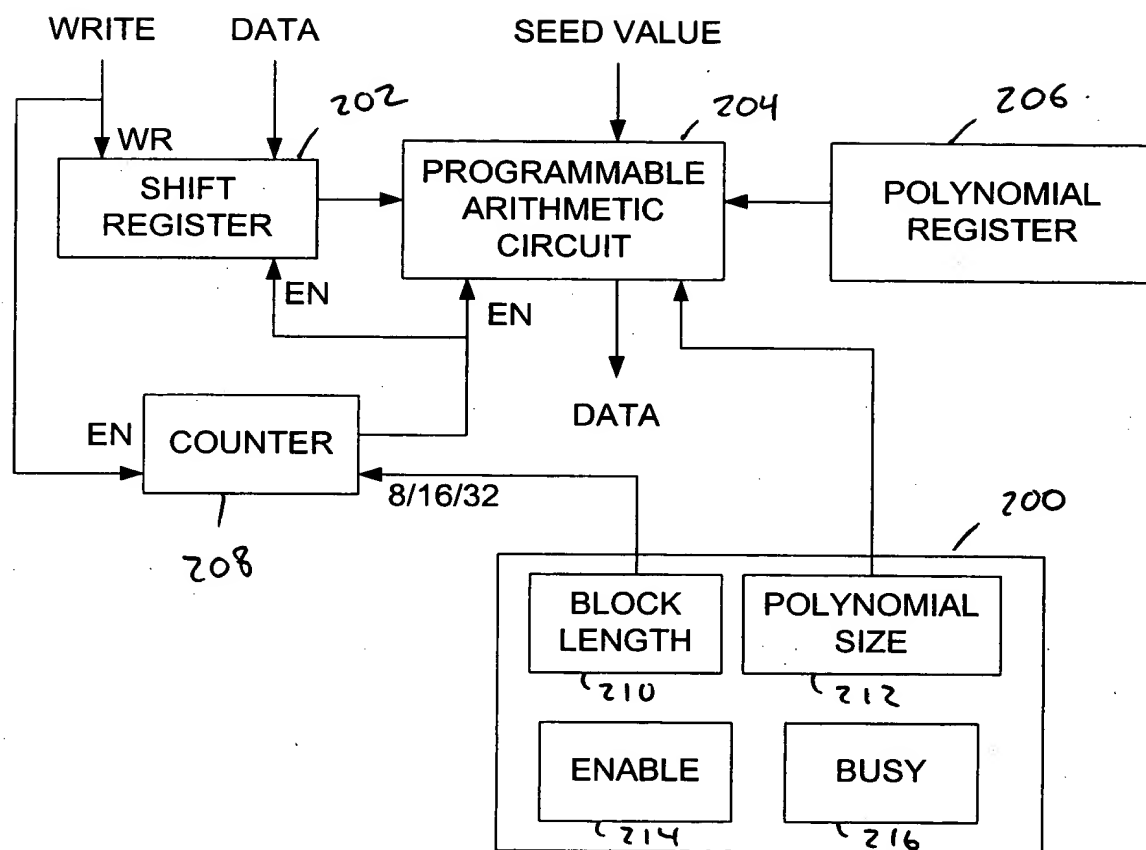 WRITE
DATA
SEED VALUE
202
204
206
WR
SHIFT
REGISTER
PROGRAMMABLE
ARITHMETIC
CIRCUIT
POLYNOMIAL
REGISTER
EN
EN
DATA
EN
COUNTER
8/16/32
208
200
BLOCK
LENGTH
POLYNOMIAL
SIZE
210
212
ENABLE
BUSY
214
216